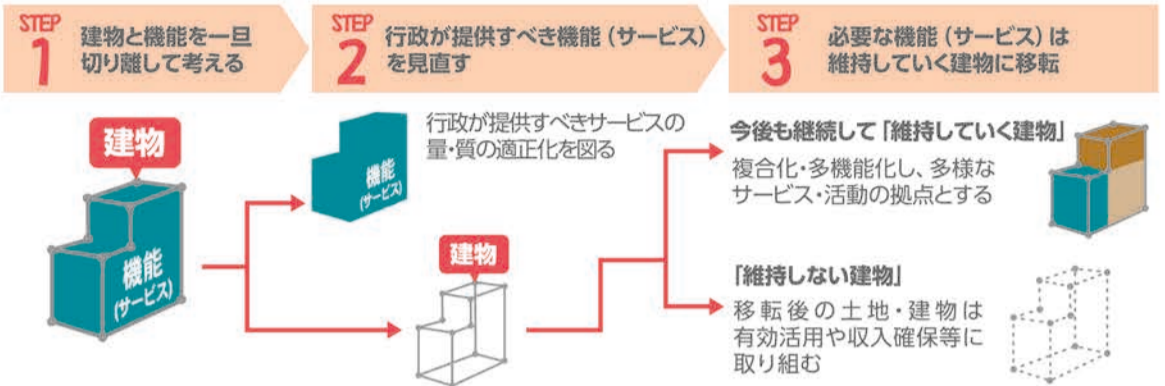 STEP
1
建物と機能を一旦
切り離して考える
STEP
2
行政が提供すべき機能（サービス）
を見直す
STEP
3
必要な機能（サービス）は
維持していく建物に移転
建物
機能
(サービス)
行政が提供すべきサービスの
量・質の適正化を図る
機能
(サービス)
建物
今後も継続して「維持していく建物」
複合化・多機能化し、多様な
サービス・活動の拠点とする
「維持しない建物」
移転後の土地・建物は
有効活用や収入確保等に
取り組む